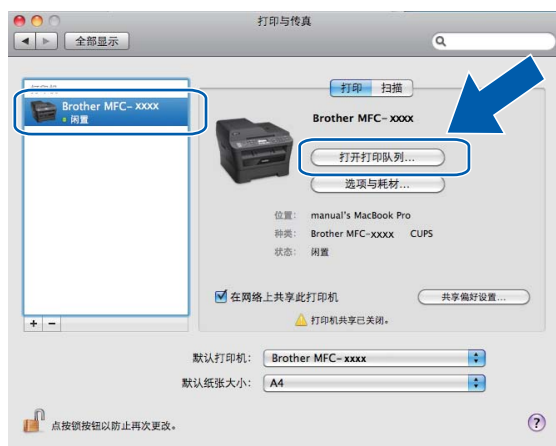 打印与传真
全部显示
打印机
Brother MFC- XXXX
闲置
打印 扫描
Brother MFC- XXXX
打开打印队列...
选项与耗材...
位置: manual's MacBook Pro
种类: Brother MFC-XXXX CUPS
状态: 闲置
在网络上共享此打印机
共享偏好设置...
打印机共享已关闭。
+ −
默认打印机: Brother MFC- XXXX
默认纸张大小: A4
点按锁按钮以防止再次更改。
?